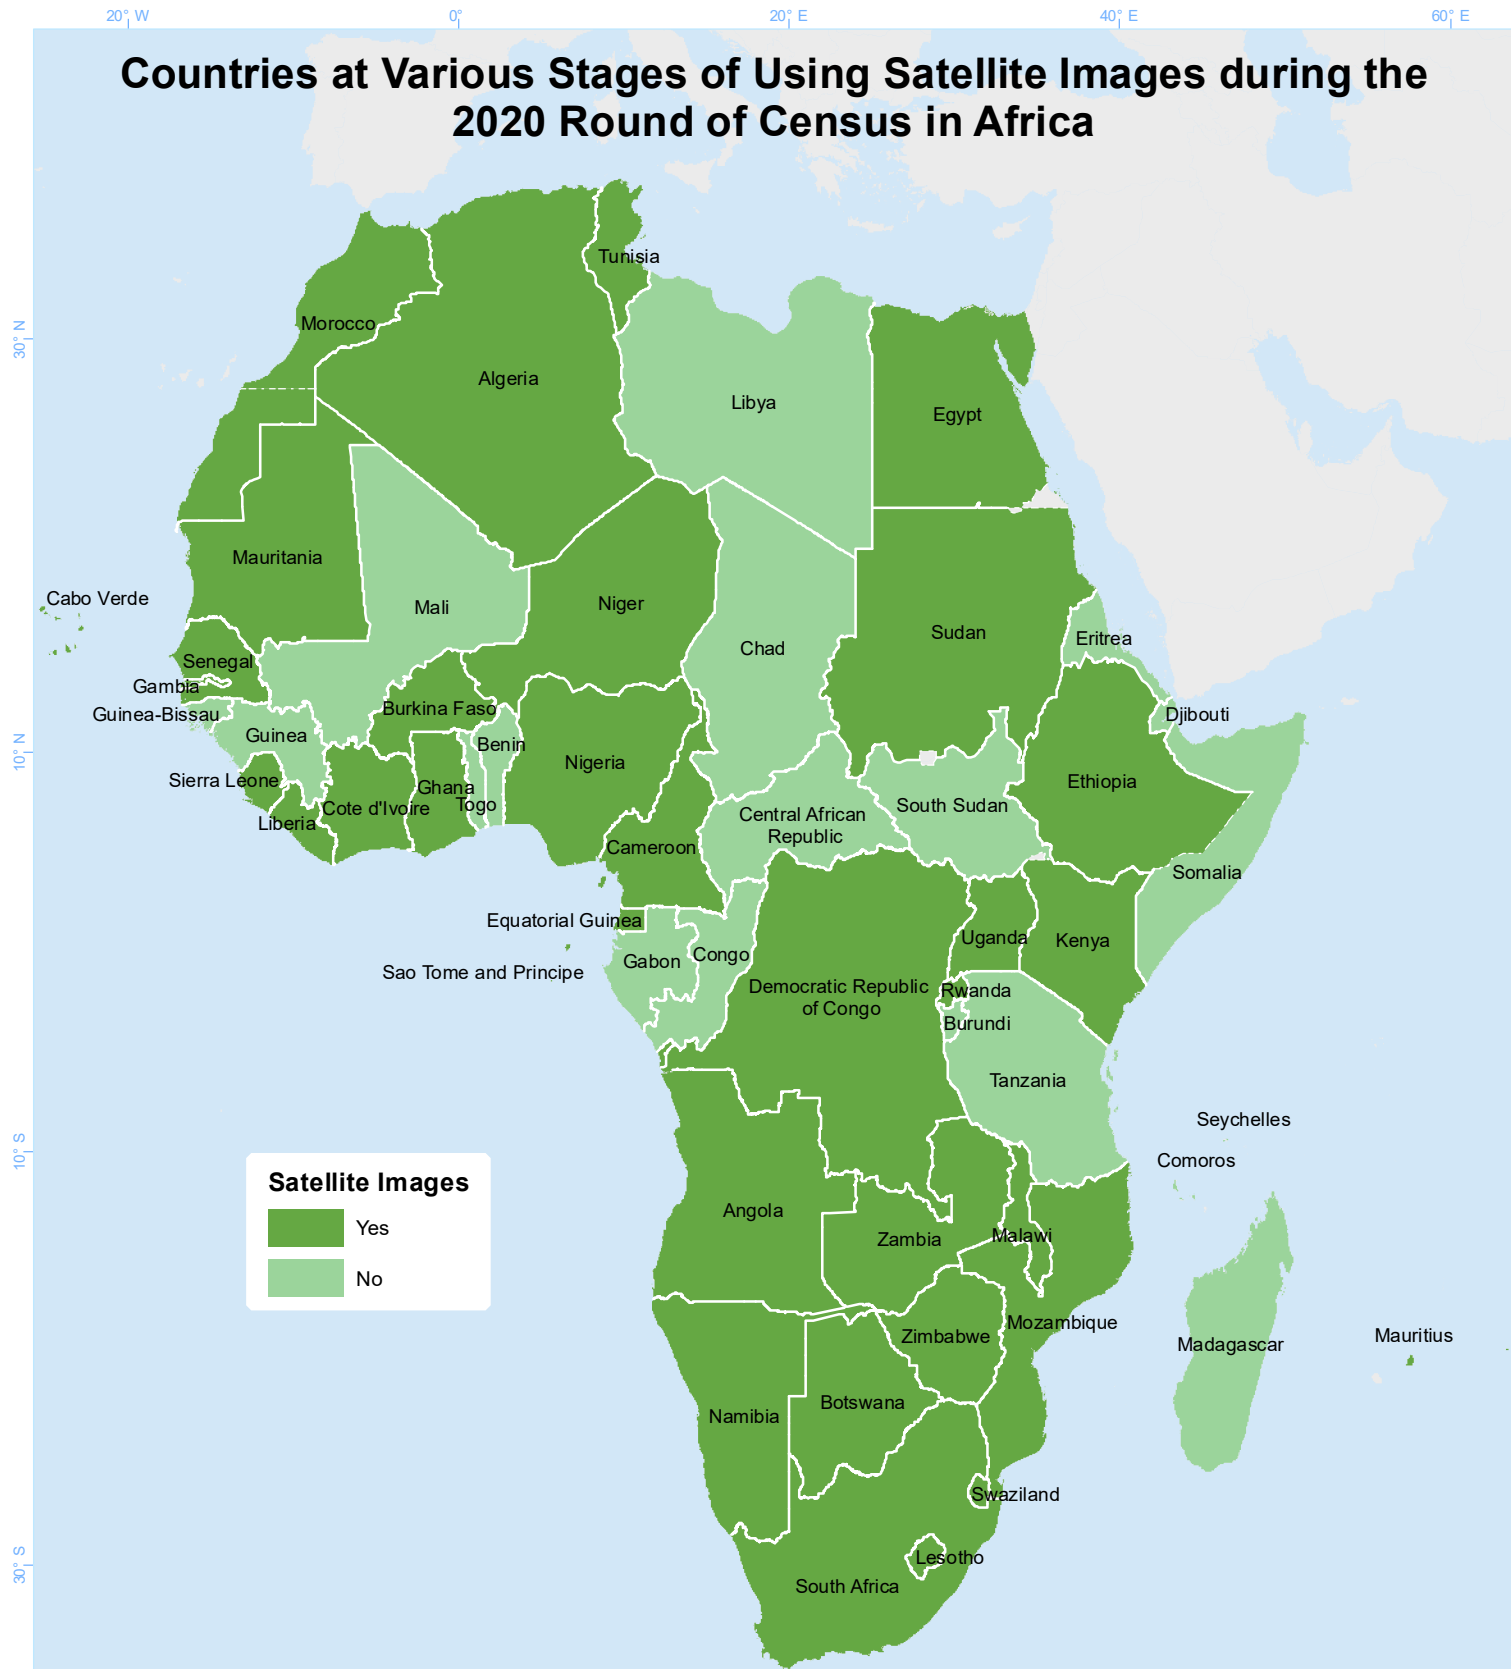 20° W
0°
20° E
40° E
60° E
Countries at Various Stages of Using Satellite Images during the
2020 Round of Census in Africa
30° N
10° N
10° S
30° S
Tunisia
Morocco
Algeria
Libya
Egypt
Mauritania
Cabo Verde
Mali
Niger
Chad
Sudan
Eritrea
Senegal
Gambia
Guinea-Bissau
Burkina Faso
Djibouti
Guinea
Benin
Nigeria
Sierra Leone
Ghana
Togo
Cote d'Ivoire
Liberia
Ethiopia
South Sudan
Central African
Republic
Cameroon
Somalia
Equatorial Guinea
Uganda
Kenya
Gabon
Congo
Sao Tome and Principe
Democratic Republic
of Congo
Rwanda
Burundi
Tanzania
Seychelles
Comoros
Angola
Zambia
Malawi
Mozambique
Zimbabwe
Madagascar
Mauritius
Botswana
Namibia
Swaziland
Lesotho
South Africa
Satellite Images
Yes
No